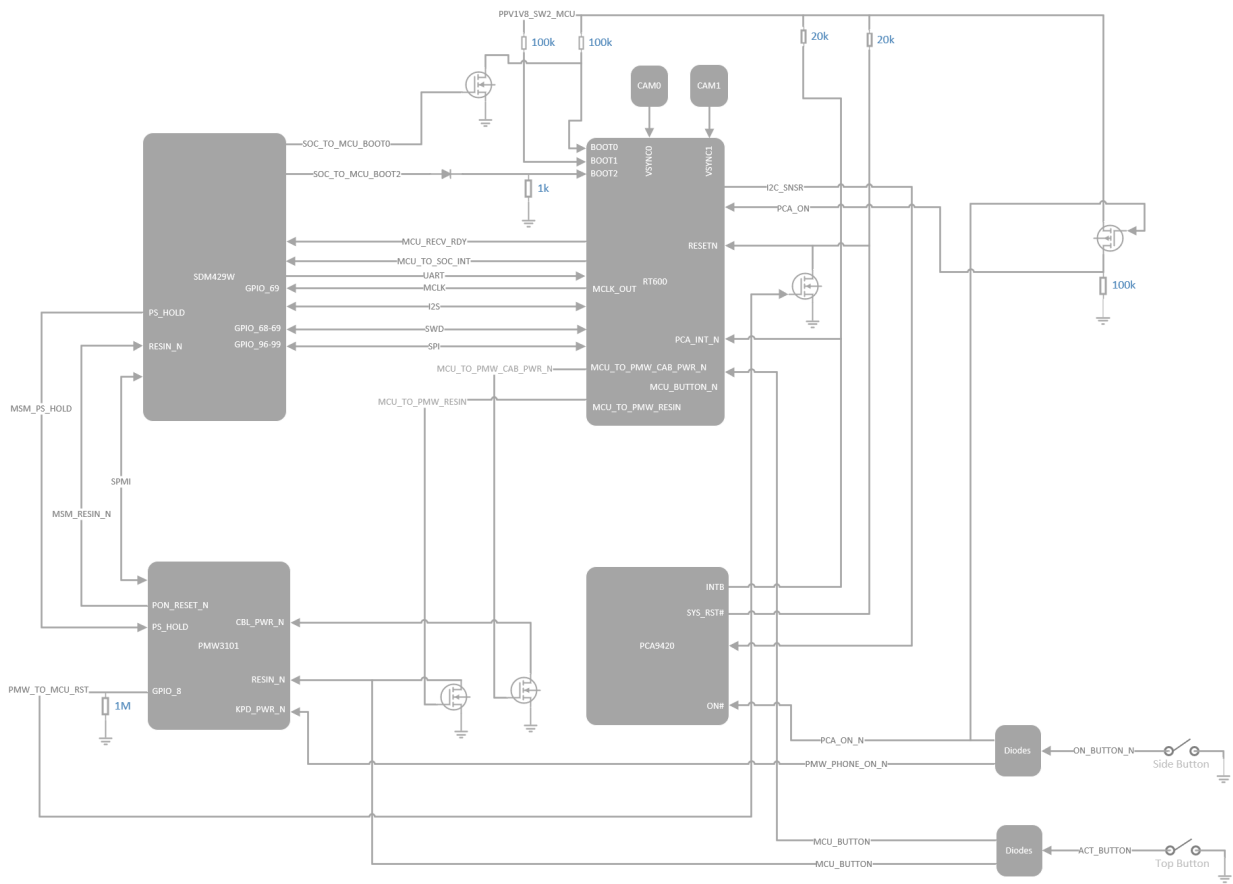 PPV1V8_SW2_MCU
100k
100k
20k
20k
CAM0
CAM1
SOC_TO_MCU_BOOT0
BOOT0
BOOT1
BOOT2
VSYNC0
VSYNC1
SOC_TO_MCU_BOOT2
1k
I2C_SNSR
PCA_ON
MCU_RECV_RDY
RESETN
MCU_TO_SOC_INT
SDM429W
UART
RT600
GPIO_69
MCLK
MCLK_OUT
100k
PS_HOLD
I2S
GPIO_68-69
SWD
RESIN_N
GPIO_96-99
SPI
PCA_INT_N
MCU_TO_PMW_CAB_PWR_N
MCU_TO_PMW_CAB_PWR_N
MCU_BUTTON_N
MCU_TO_PMW_RESIN
MCU_TO_PMW_RESIN
MSM_PS_HOLD
SPMI
MSM_RESIN_N
INTB
PON_RESET_N
SYS_RST#
PS_HOLD
CBL_PWR_N
PMW3101
PCA9420
RESIN_N
PMW_TO_MCU_RST
GPIO_8
1M
KPD_PWR_N
ON#
PCA_ON_N
Diodes
ON_BUTTON_N
Side Button
PMW_PHONE_ON_N
MCU_BUTTON
Diodes
ACT_BUTTON
Top Button
MCU_BUTTON